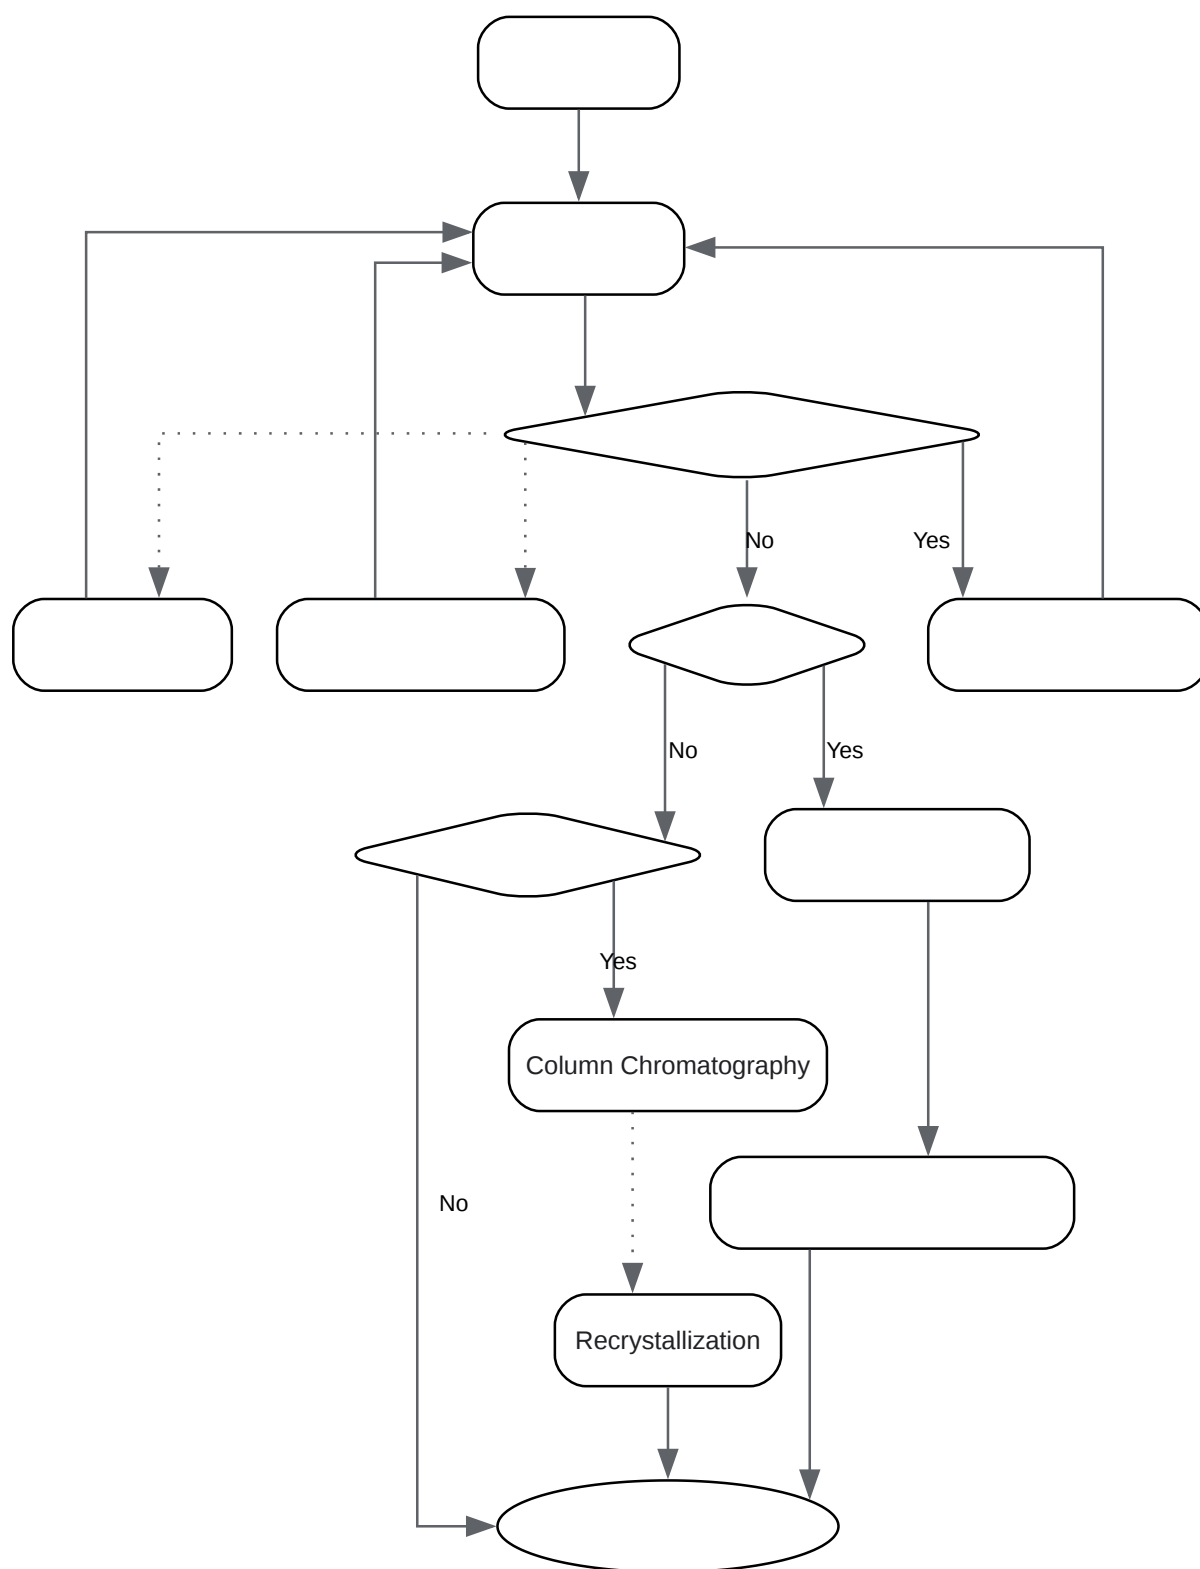 No
Yes
No
Yes
Yes
Column Chromatography
No
Recrystallization